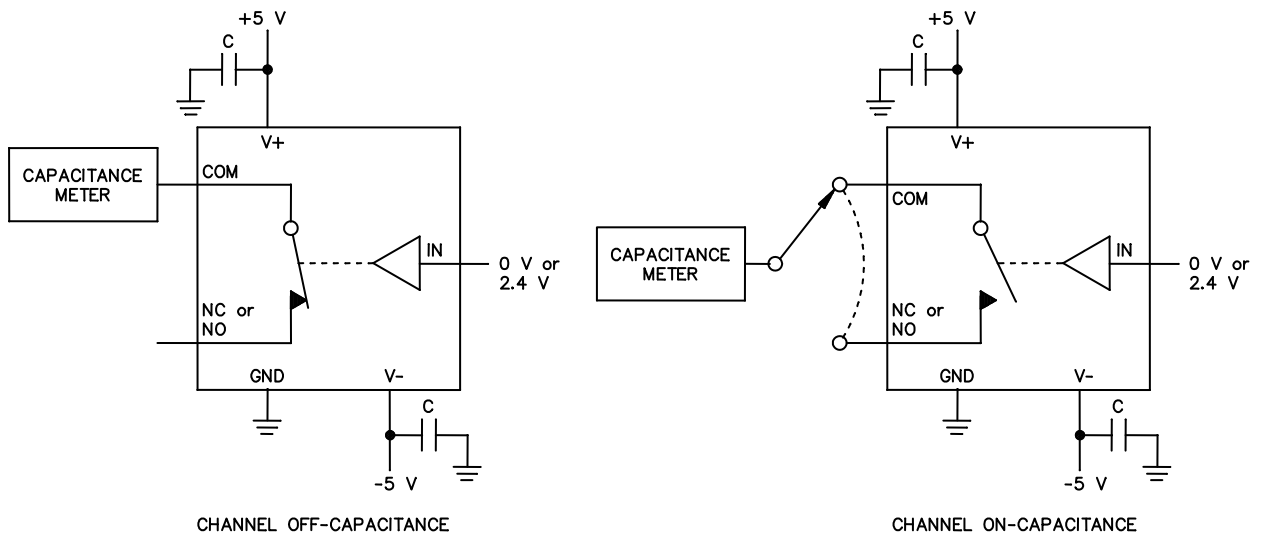 +5 V
C
V+
CAPACITANCE
METER
COM
IN
0 V or
2.4 V
NC or
NO
GND
V-
C
-5 V
CHANNEL OFF-CAPACITANCE
+5 V
C
V+
COM
CAPACITANCE
METER
IN
0 V or
2.4 V
NC or
NO
GND
V-
C
-5 V
CHANNEL ON-CAPACITANCE